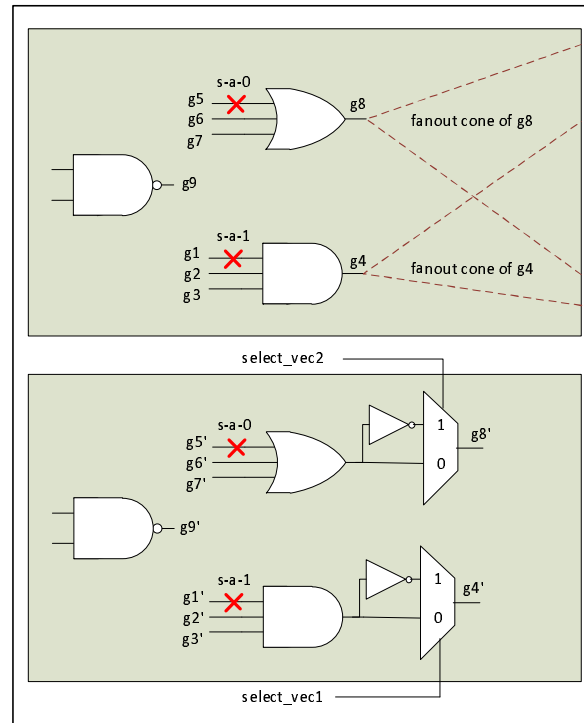 s-a-0
g5
g6
g7
g8
fanout cone of g8
g9
s-a-1
g1
g2
g3
g4
fanout cone of g4
select_vec2
s-a-0
g5'
g6'
g7'
1
0
g8'
g9'
s-a-1
g1'
g2'
g3'
1
0
g4'
select_vec1